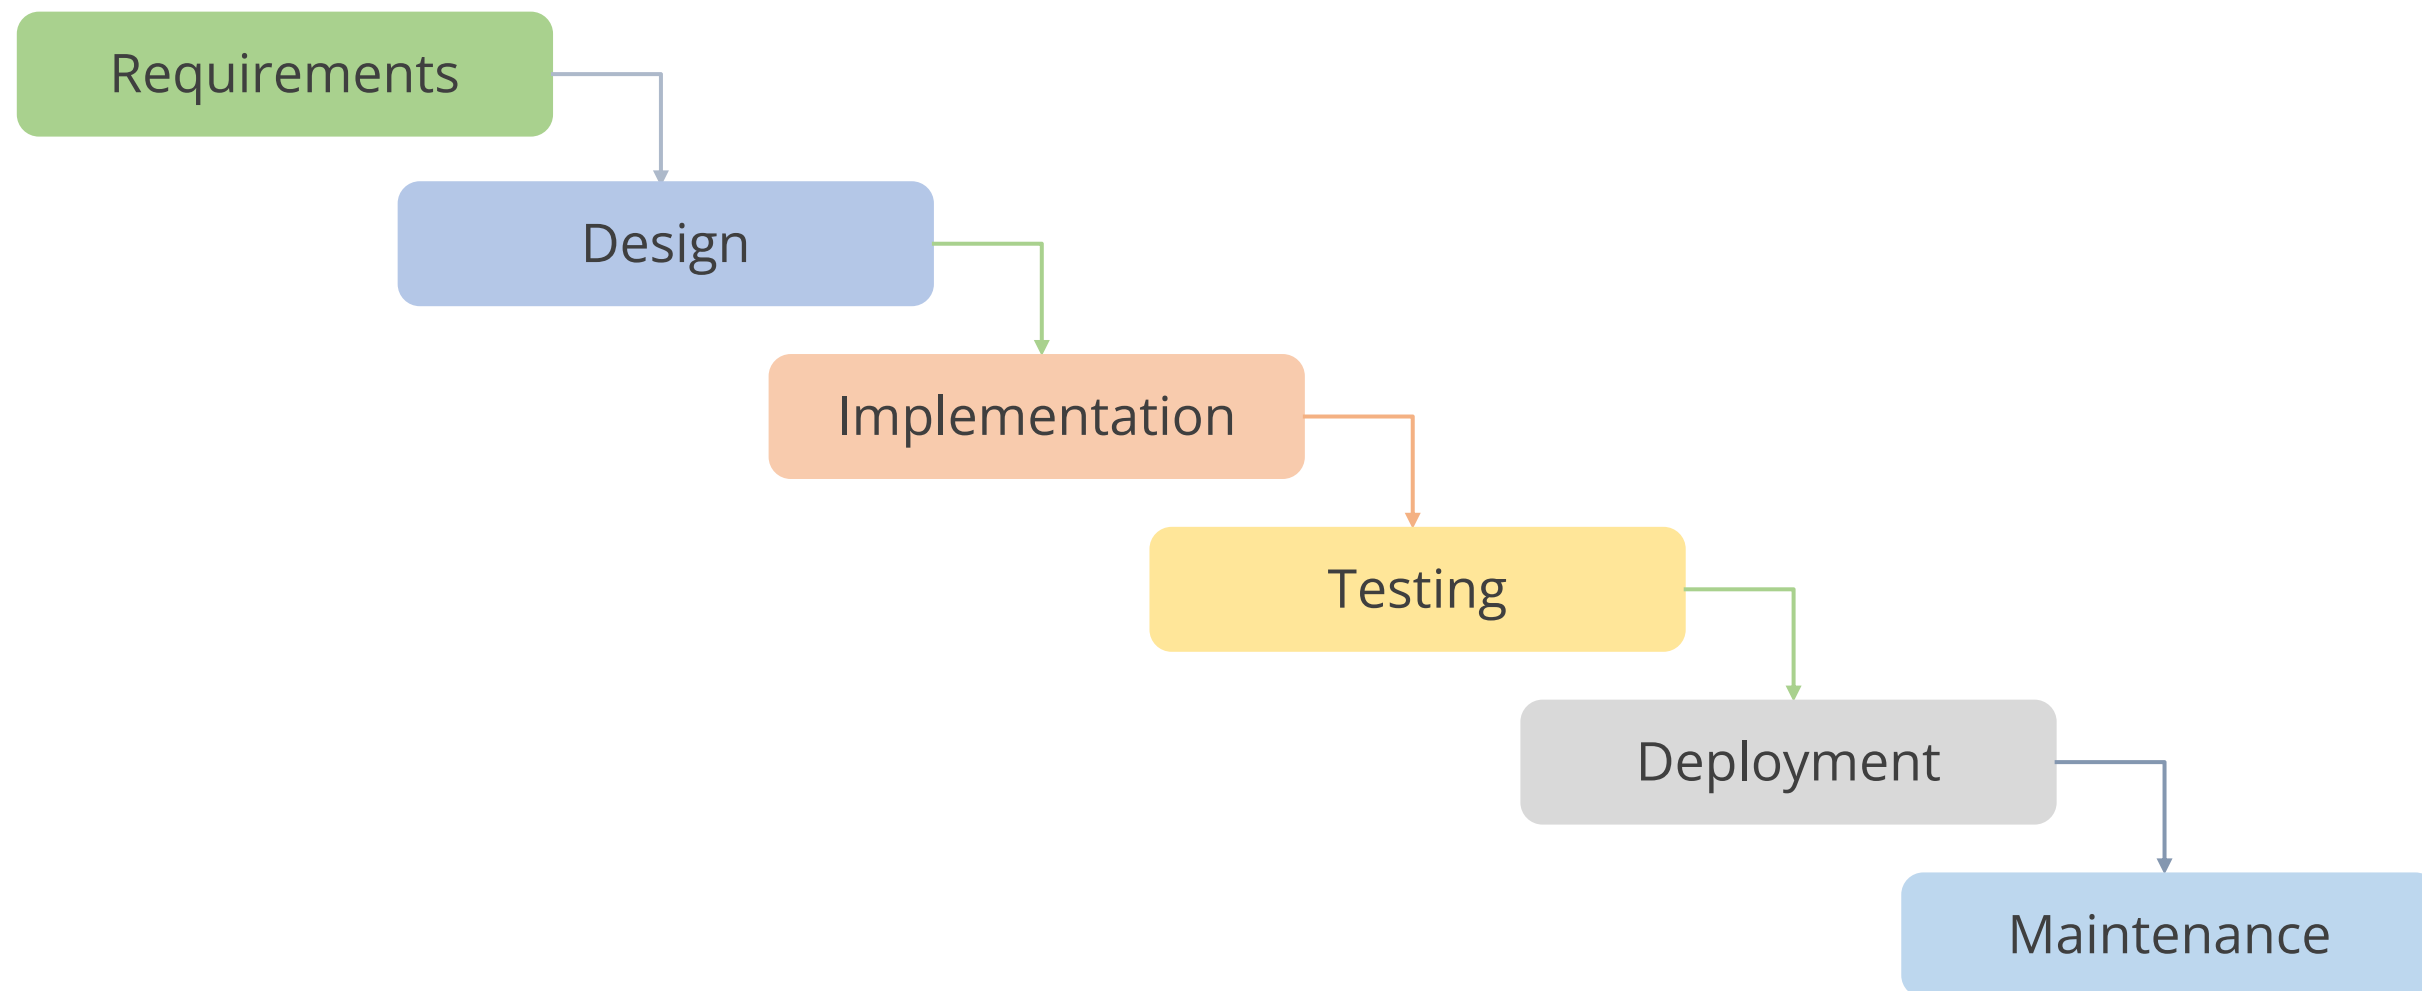 Requirements
Design
Implementation
Testing
Deployment
Maintenance